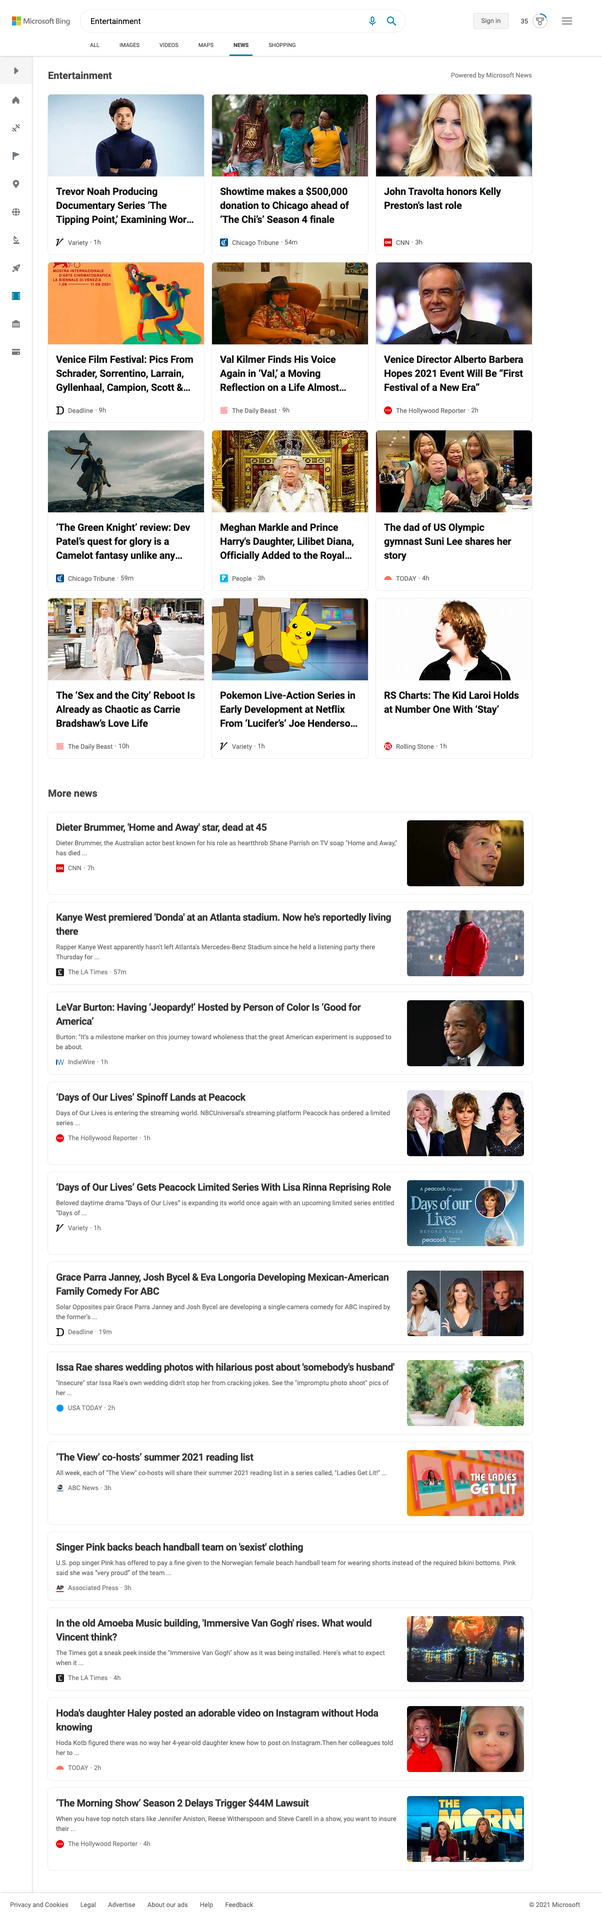 Microsoft Bing
Entertainment
Sign in
35
ALL IMAGES VIDEOS MAPS NEWS SHOPPING
Entertainment
Powered by Microsoft News
Trevor Noah Producing
Documentary Series ‘The
Tipping Point,’ Examining Wor...
Variety · 1h
Showtime makes a $500,000
donation to Chicago ahead of
‘The Chi’s’ Season 4 finale
Chicago Tribune · 54m
John Travolta honors Kelly
Preston's last role
CNN · 3h
MOSTRA INTERNAZIONALE
D'ARTE CINEMATOGRAFICA
LA BIENNALE DI VENEZIA
Venice Film Festival: Pics From
Schrader, Sorrentino, Larrain,
Gyllenhaal, Campion, Scott &...
Deadline · 9h
Val Kilmer Finds His Voice
Again in ‘Val,’ a Moving
Reflection on a Life Almost...
The Daily Beast · 9h
Venice Director Alberto Barbera
Hopes 2021 Event Will Be “First
Festival of a New Era”
The Hollywood Reporter · 2h
‘The Green Knight’ review: Dev
Patel’s quest for glory is a
Camelot fantasy unlike any...
Chicago Tribune · 59m
Meghan Markle and Prince
Harry's Daughter, Lilibet Diana,
Officially Added to the Royal...
People · 3h
The dad of US Olympic
gymnast Suni Lee shares her
story
TODAY · 4h
The ‘Sex and the City’ Reboot Is
Already as Chaotic as Carrie
Bradshaw’s Love Life
The Daily Beast · 10h
Pokemon Live-Action Series in
Early Development at Netflix
From ‘Lucifer’s’ Joe Henderso...
Variety · 1h
RS Charts: The Kid Laroi Holds
at Number One With ‘Stay’
Rolling Stone · 1h
More news
Dieter Brummer, 'Home and Away' star, dead at 45
Dieter Brummer, the Australian actor best known for his role as heartthrob Shane Parrish on TV soap "Home and Away,"
has died ...
CNN · 7h
Kanye West premiered 'Donda' at an Atlanta stadium. Now he's reportedly living
there
Rapper Kanye West apparently hasn't left Atlanta's Mercedes-Benz Stadium since he held a listening party there
Thursday for ...
The LA Times · 57m
LeVar Burton: Having ‘Jeopardy!’ Hosted by Person of Color Is ‘Good for
America’
Burton: "It's a milestone marker on this journey toward wholeness that the great American experiment is supposed to
be about.
IndieWire · 1h
‘Days of Our Lives’ Spinoff Lands at Peacock
Days of Our Lives is entering the streaming world. NBCUniversal's streaming platform Peacock has ordered a limited
series ...
The Hollywood Reporter · 1h
‘Days of Our Lives’ Gets Peacock Limited Series With Lisa Rinna Reprising Role
Beloved daytime drama “Days of Our Lives” is expanding its world once again with an upcoming limited series entitled
“Days of ...
Variety · 1h
A peacock Original
Days of our
Lives
BEYOND SALEM
peacock
Grace Parra Janney, Josh Bycel & Eva Longoria Developing Mexican-American
Family Comedy For ABC
Solar Opposites pair Grace Parra Janney and Josh Bycel are developing a single-camera comedy for ABC inspired by
the former's ...
Deadline · 19m
Issa Rae shares wedding photos with hilarious post about 'somebody's husband'
"Insecure" star Issa Rae's own wedding didn't stop her from cracking jokes. See the "impromptu photo shoot" pics of
her ...
USA TODAY · 2h
‘The View’ co-hosts’ summer 2021 reading list
All week, each of "The View" co-hosts will share their summer 2021 reading list in a series called, "Ladies Get Lit!" ...
ABC News · 3h
THE LADIES
GET LIT
Singer Pink backs beach handball team on 'sexist' clothing
U.S. pop singer Pink has offered to pay a fine given to the Norwegian female beach handball team for wearing shorts instead of the required bikini bottoms. Pink
said she was “very proud” of the team ...
AP Associated Press · 3h
In the old Amoeba Music building, 'Immersive Van Gogh' rises. What would
Vincent think?
The Times got a sneak peek inside the "Immersive Van Gogh" show as it was being installed. Here's what to expect
when it ...
The LA Times · 4h
Hoda's daughter Haley posted an adorable video on Instagram without Hoda
knowing
Hoda Kotb figured there was no way her 4-year-old daughter knew how to post on Instagram.Then her colleagues told
her to ...
TODAY · 2h
‘The Morning Show’ Season 2 Delays Trigger $44M Lawsuit
When you have top notch stars like Jennifer Aniston, Reese Witherspoon and Steve Carell in a show, you want to insure
their ...
The Hollywood Reporter · 4h
THE
MORN
Privacy and Cookies Legal Advertise About our ads Help Feedback
© 2021 Microsoft